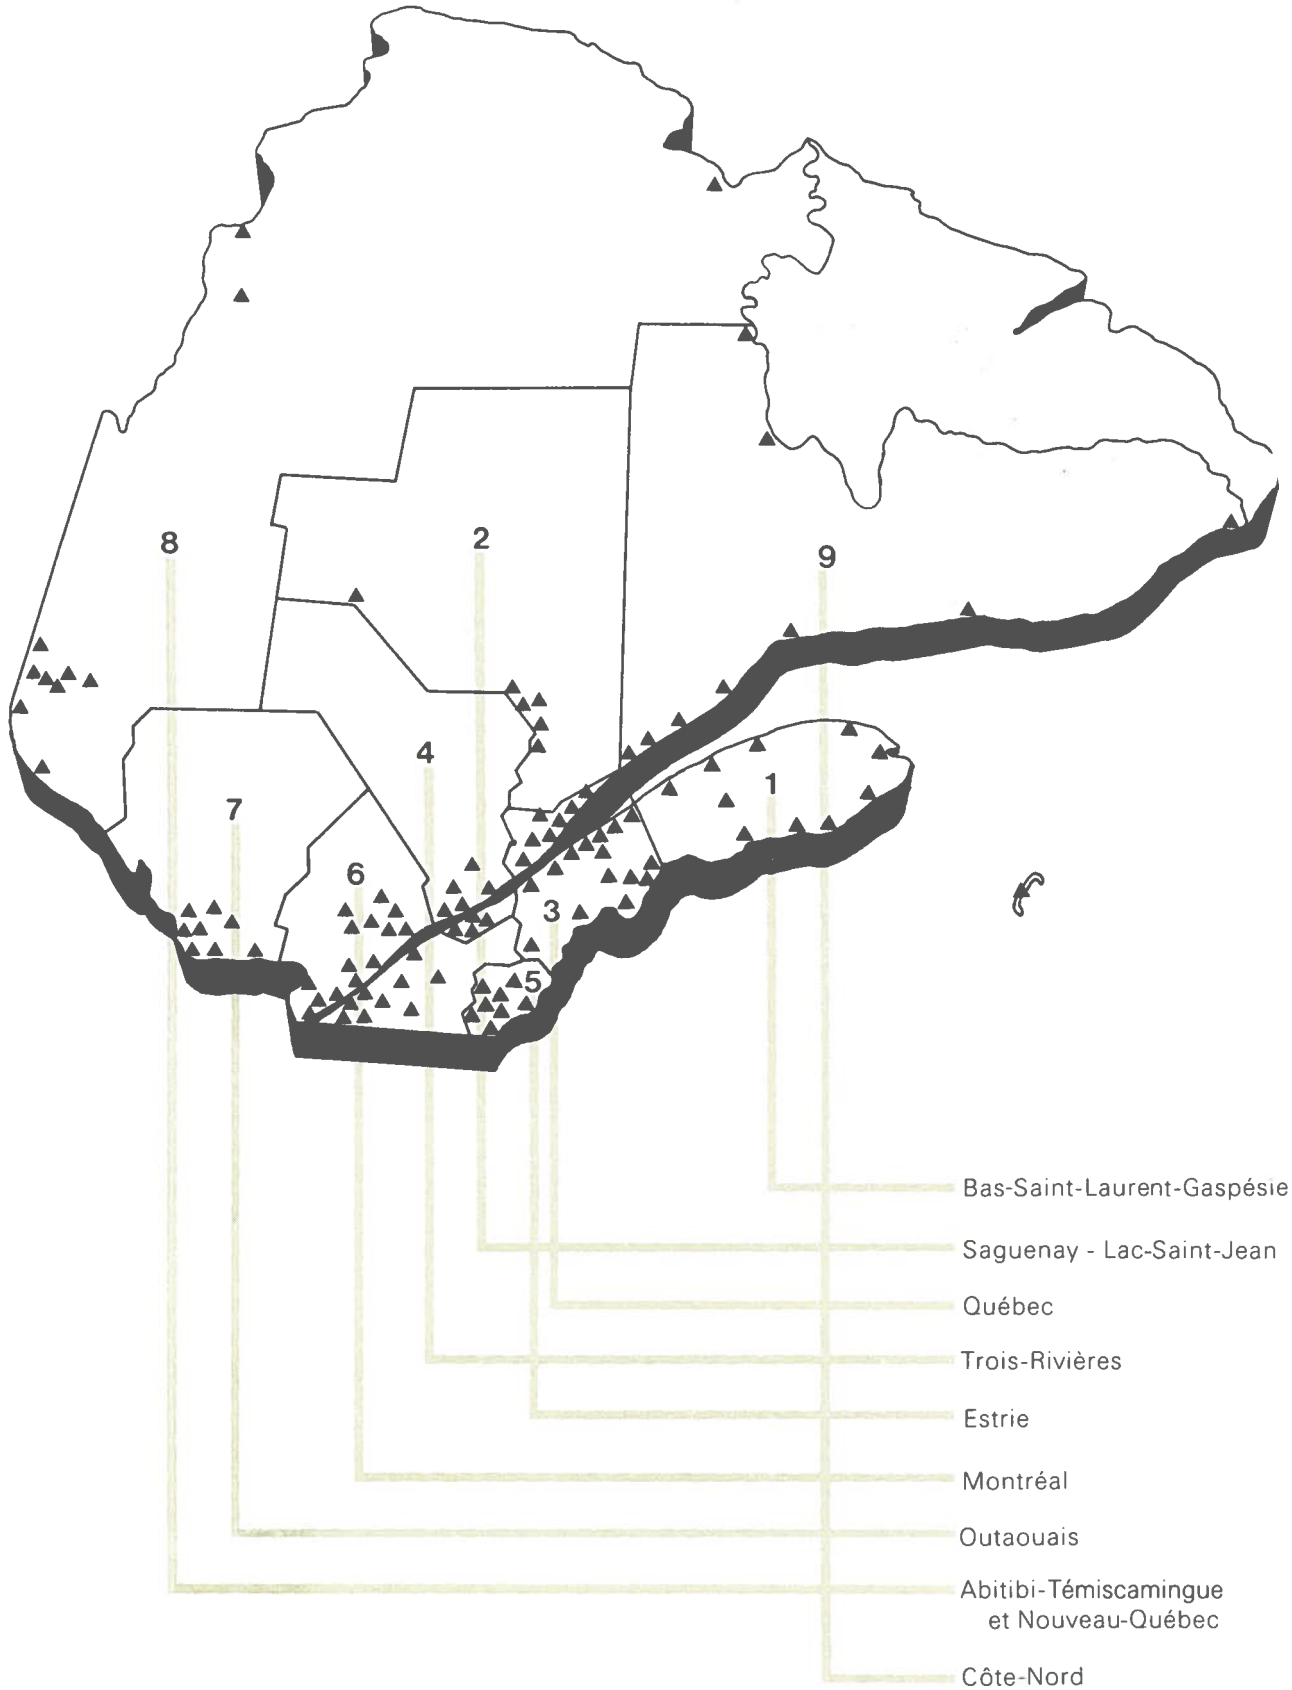 8
2
9
4
1
7
6
3
5
Bas-Saint-Laurent-Gaspésie
Saguenay - Lac-Saint-Jean
Québec
Trois-Rivières
Estrie
Montréal
Outaouais
Abitibi-Témiscamingue
et Nouveau-Québec
Côte-Nord